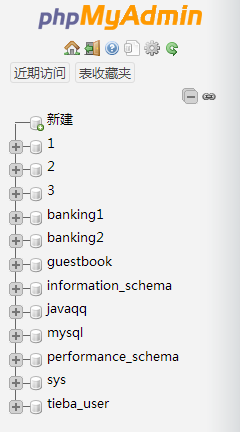 phpMyAdmin
近期访问 表收藏夹
新建
1
2
3
banking1
banking2
guestbook
information_schema
javaqq
mysql
performance_schema
sys
tieba_user